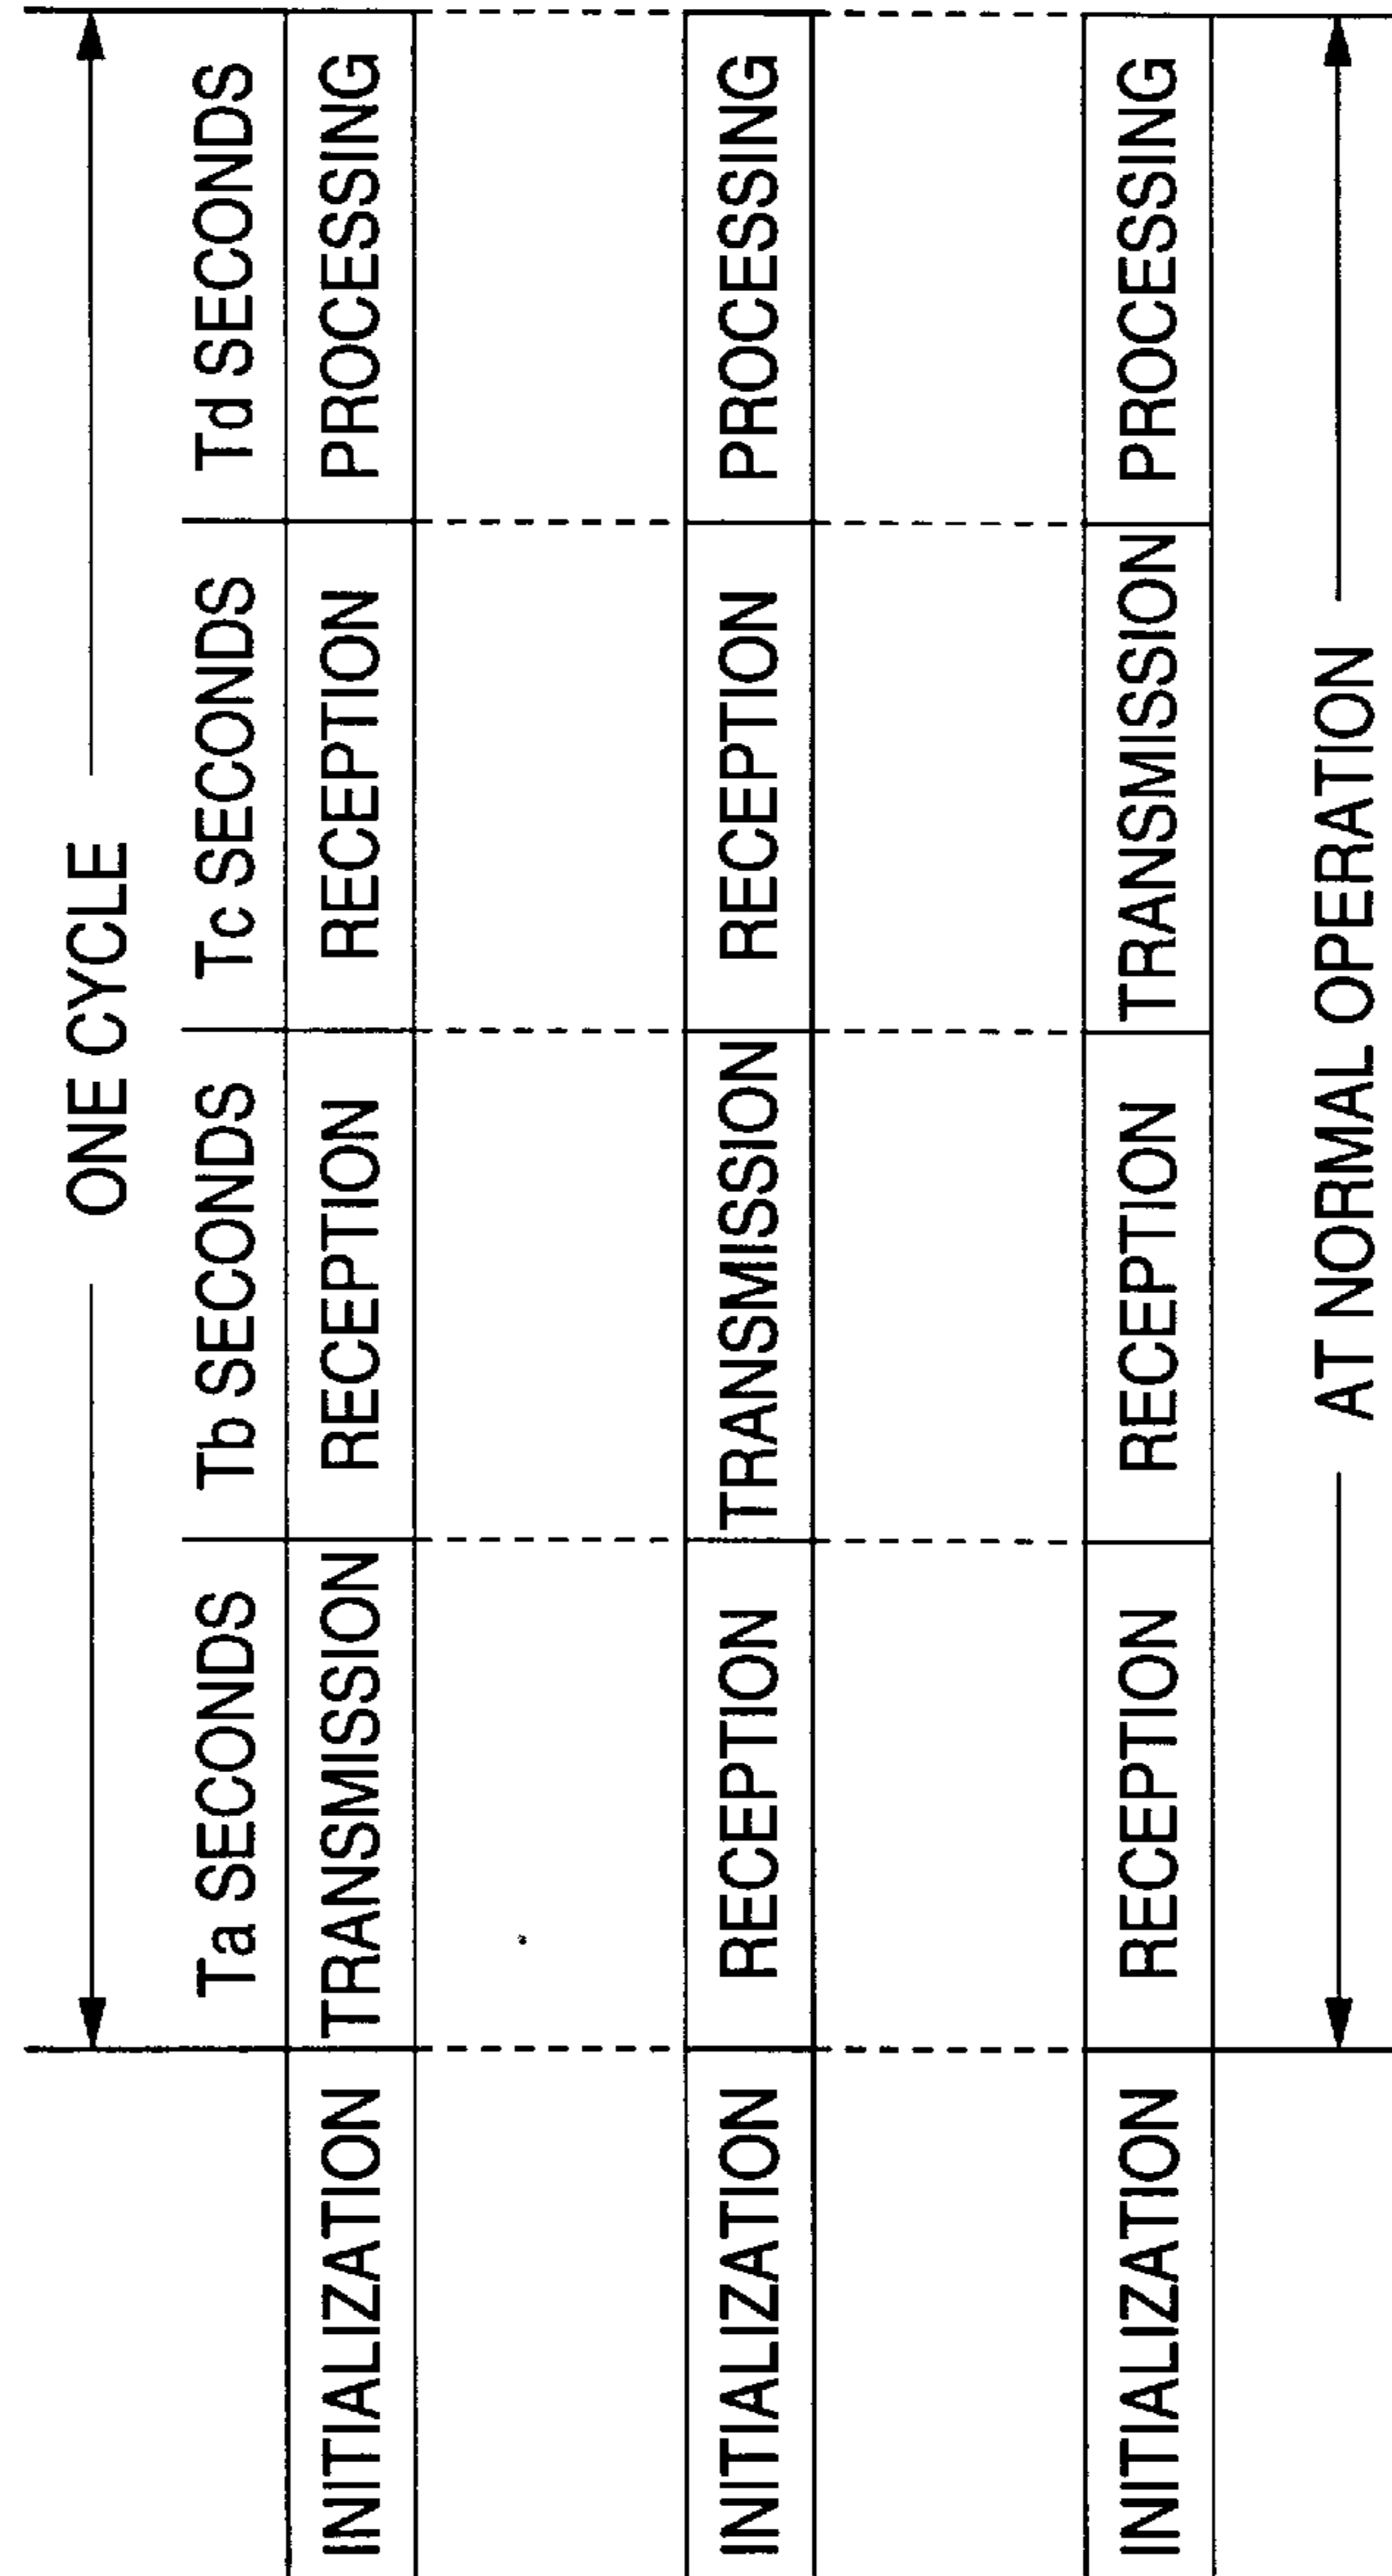 ONE CYCLE
Ta SECONDS Tb SECONDS Tc SECONDS Td SECONDS
INITIALIZATION TRANSMISSION RECEPTION RECEPTION PROCESSING
INITIALIZATION RECEPTION TRANSMISSION RECEPTION PROCESSING
INITIALIZATION RECEPTION RECEPTION TRANSMISSION PROCESSING
AT NORMAL OPERATION